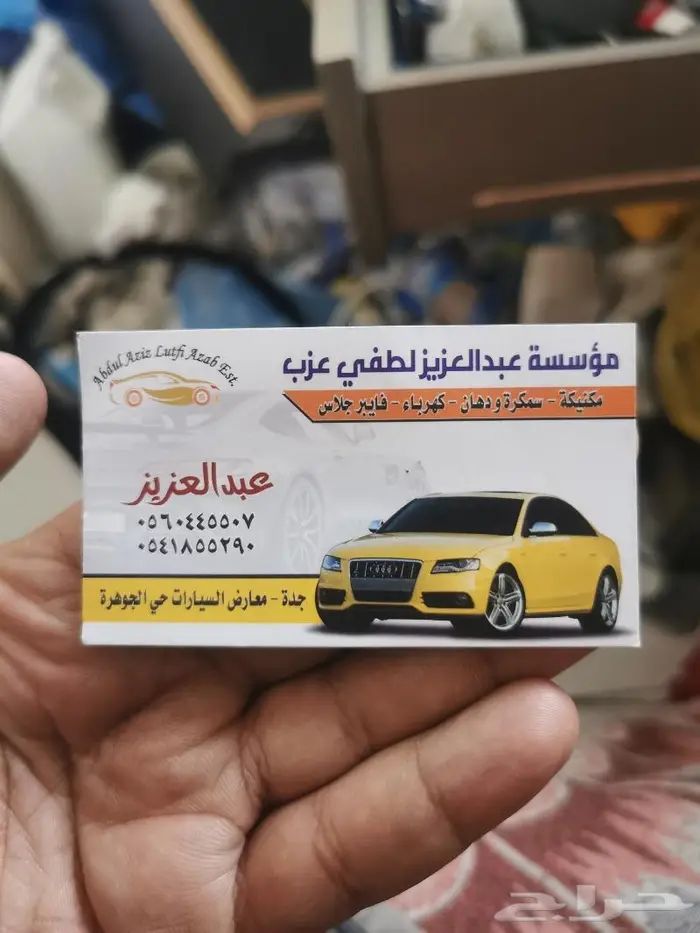 مؤسسة عبدالعزيز لطفي عزب
Abdul Aziz Lutfi Azab Est.
مكنيكة - سمكرة ودهان - كهرباء - فايبر جلاس
عبدالعزيز
٠٥٦٠٤٤٥٥٠٧
٠٥٤١٨٥٥٢٩٠
جدة - معارض السيارات حي الجوهرة
حراج